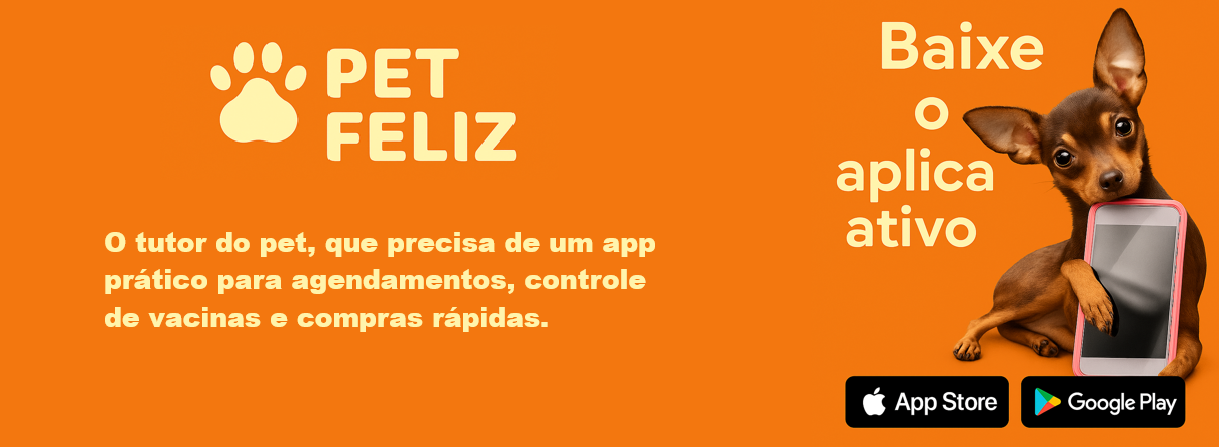 PET
FELIZ
O tutor do pet, que precisa de um app
prático para agendamentos, controle
de vacinas e compras rápidas.
Baixe
o
aplica
ativo
App Store
Google Play